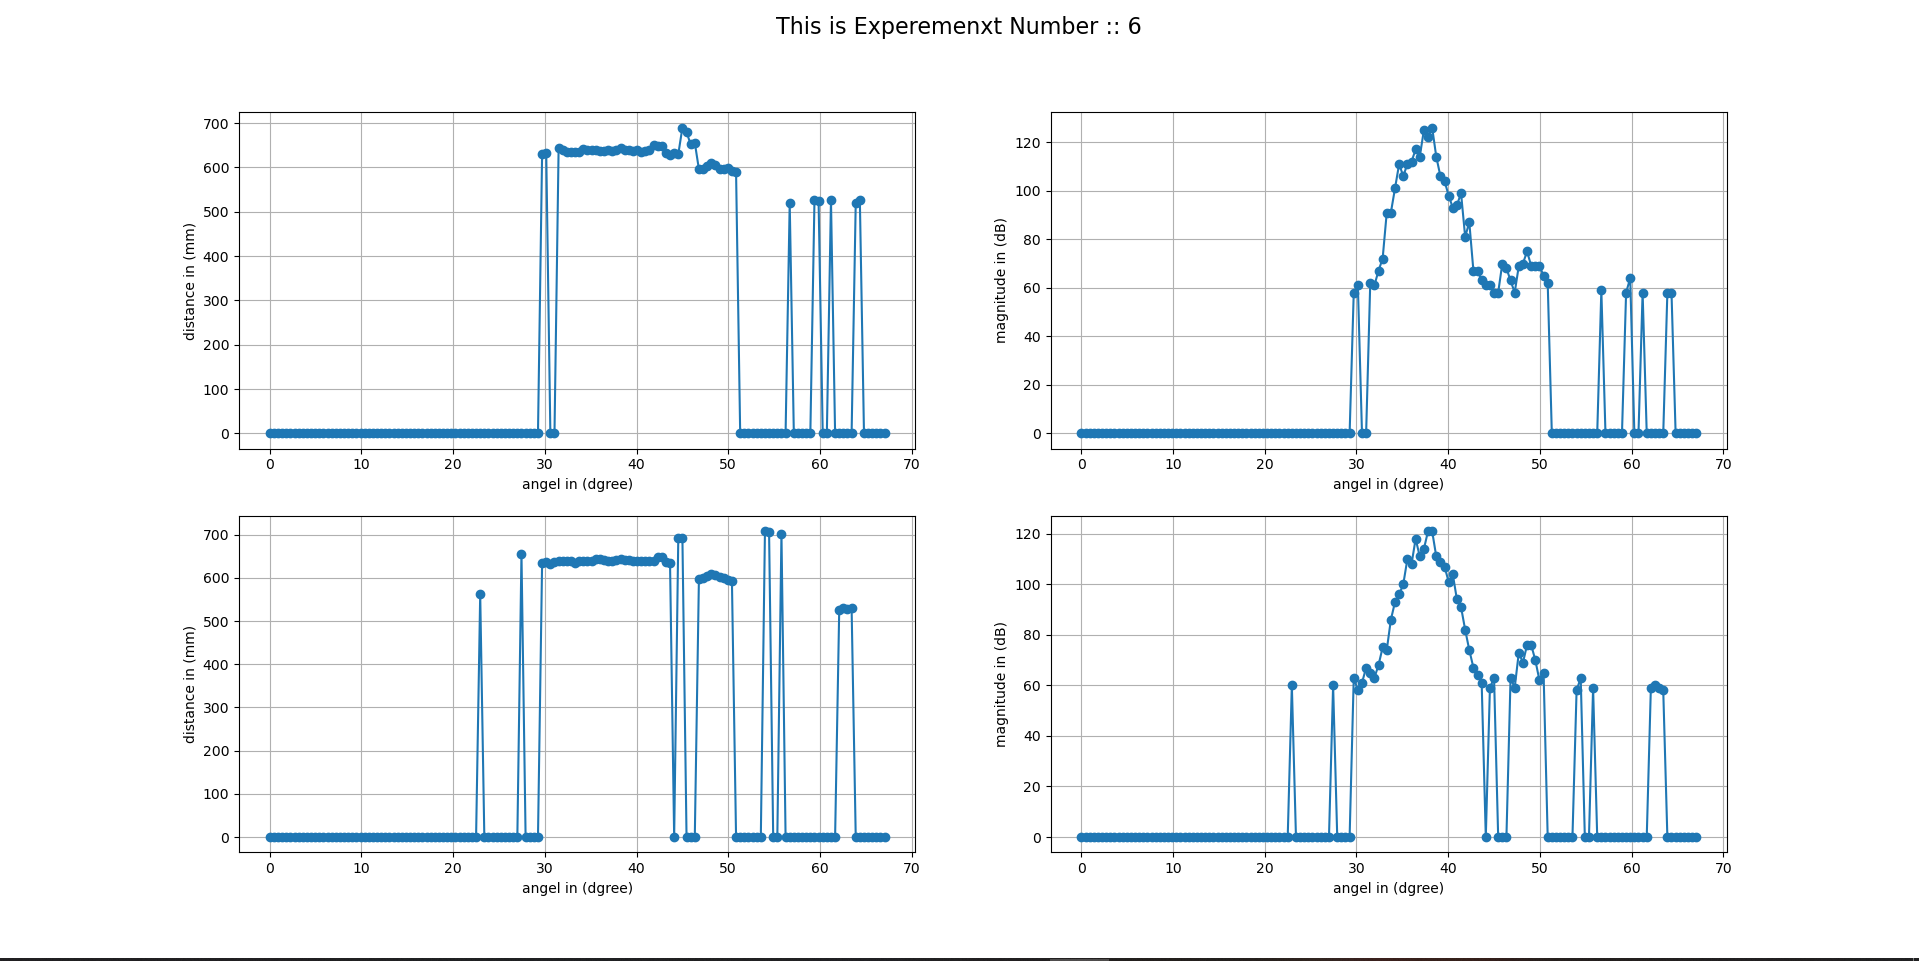 This is Experemenxt Number :: 6
700
600
500
400
300
200
100
0
distance in (mm)
0 10 20 30 40 50 60 70
angel in (dgree)
120
100
80
60
40
20
0
magnitude in (dB)
0 10 20 30 40 50 60 70
angel in (dgree)
700
600
500
400
300
200
100
0
distance in (mm)
0 10 20 30 40 50 60 70
angel in (dgree)
120
100
80
60
40
20
0
magnitude in (dB)
0 10 20 30 40 50 60 70
angel in (dgree)